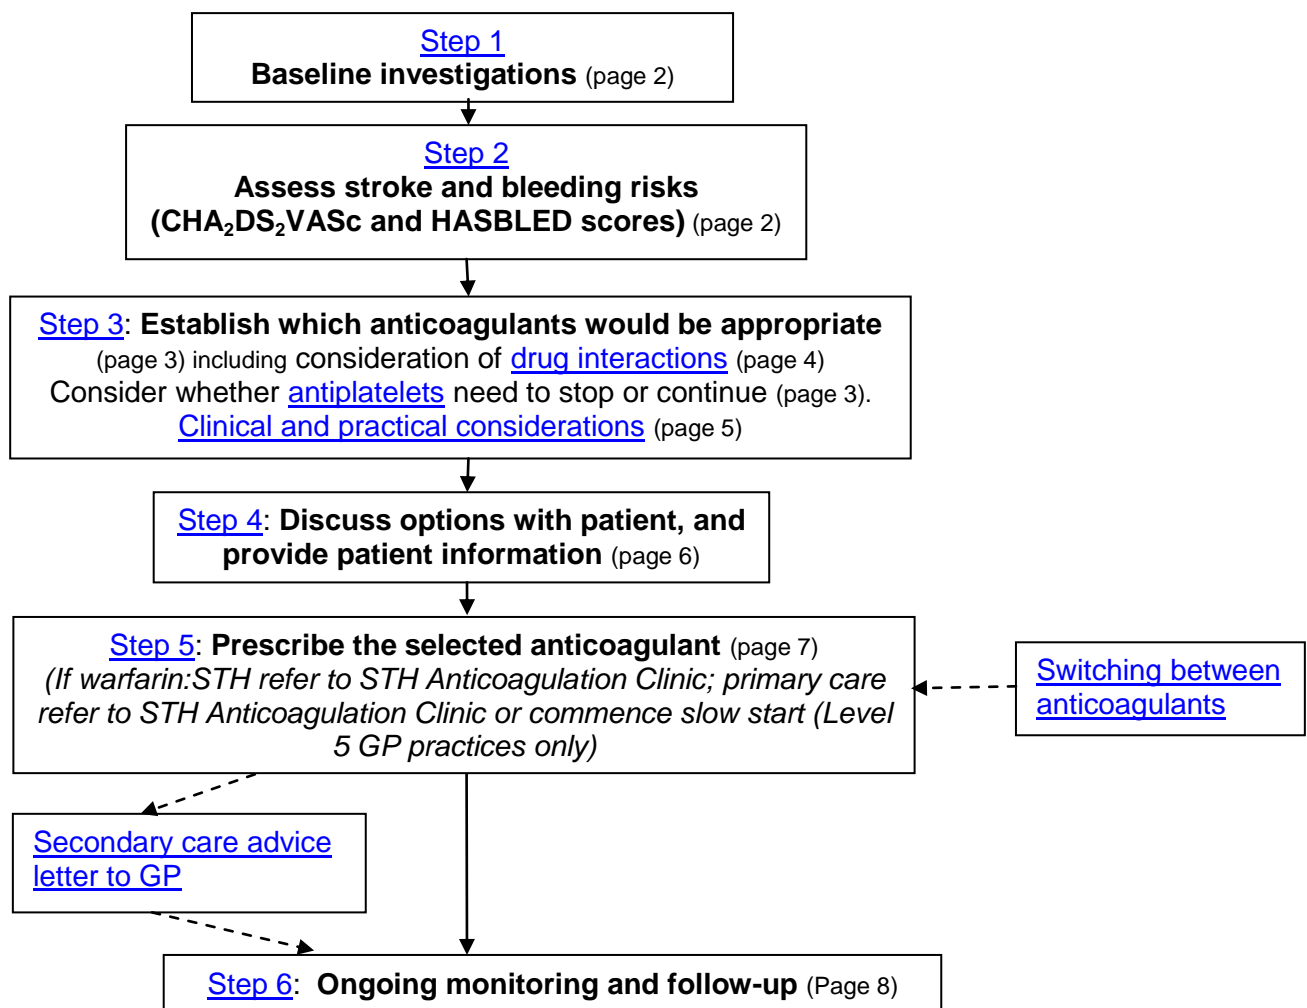 Step 1
Baseline investigations (page 2)
Step 2
Assess stroke and bleeding risks
(CHA₂DS₂VASc and HASBLED scores) (page 2)
Step 3: Establish which anticoagulants would be appropriate
(page 3) including consideration of drug interactions (page 4)
Consider whether antiplatelets need to stop or continue (page 3).
Clinical and practical considerations (page 5)
Step 4: Discuss options with patient, and
provide patient information (page 6)
Step 5: Prescribe the selected anticoagulant (page 7)
(If warfarin:STH refer to STH Anticoagulation Clinic; primary care
refer to STH Anticoagulation Clinic or commence slow start (Level
5 GP practices only)
Switching between
anticoagulants
Secondary care advice
letter to GP
Step 6: Ongoing monitoring and follow-up (Page 8)